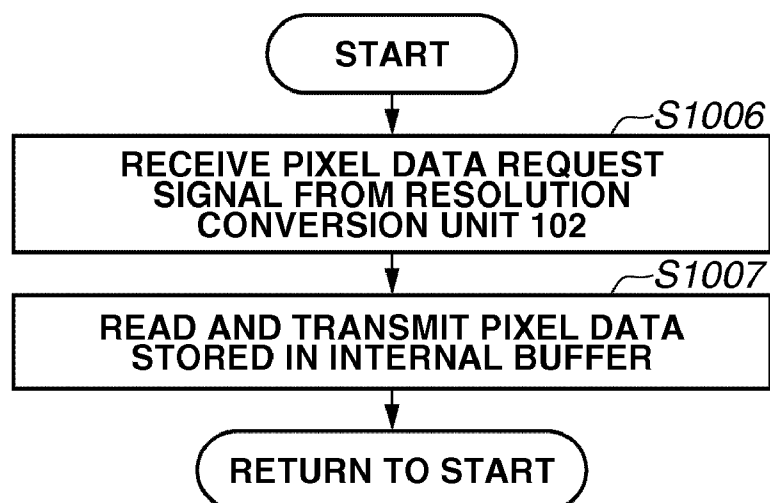 START
S1006
RECEIVE PIXEL DATA REQUEST
SIGNAL FROM RESOLUTION
CONVERSION UNIT 102
S1007
READ AND TRANSMIT PIXEL DATA
STORED IN INTERNAL BUFFER
RETURN TO START